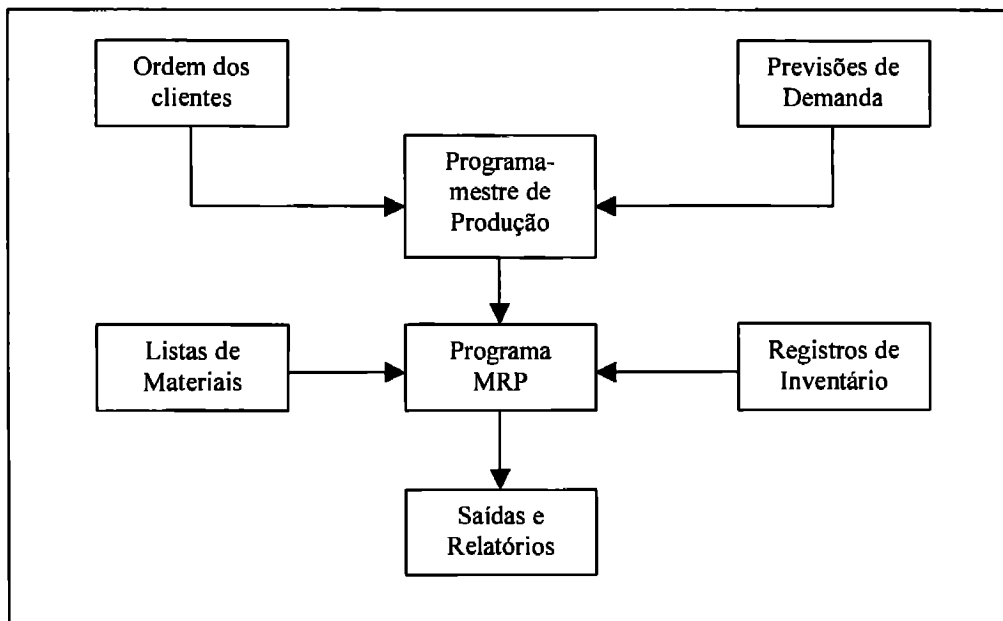 Ordem dos
clientes
Previsões de
Demanda
Programa-
mestre de
Produção
Listas de
Materiais
Programa
MRP
Registros de
Inventário
Saídas e
Relatórios